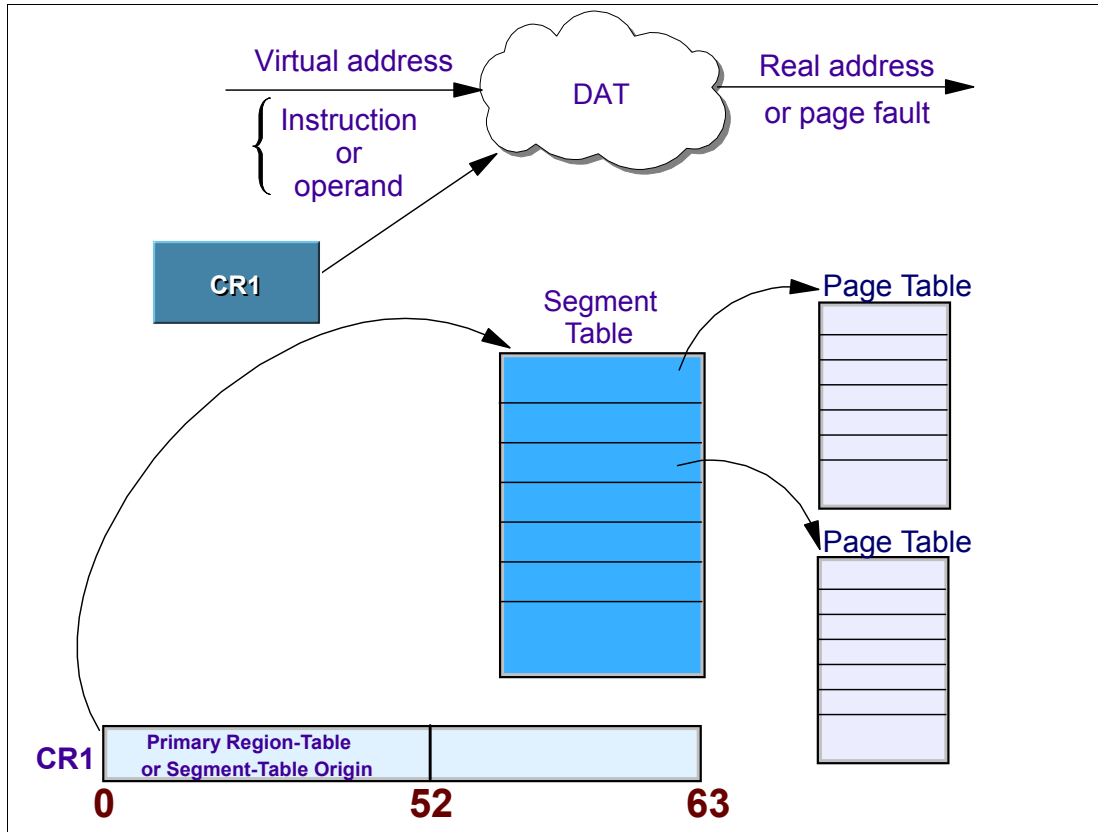 Virtual address
Instruction
or
operand
DAT
Real address
or page fault
CR1
Segment
Table
Page Table
Page Table
CR1
Primary Region-Table
or Segment-Table Origin
0
52
63